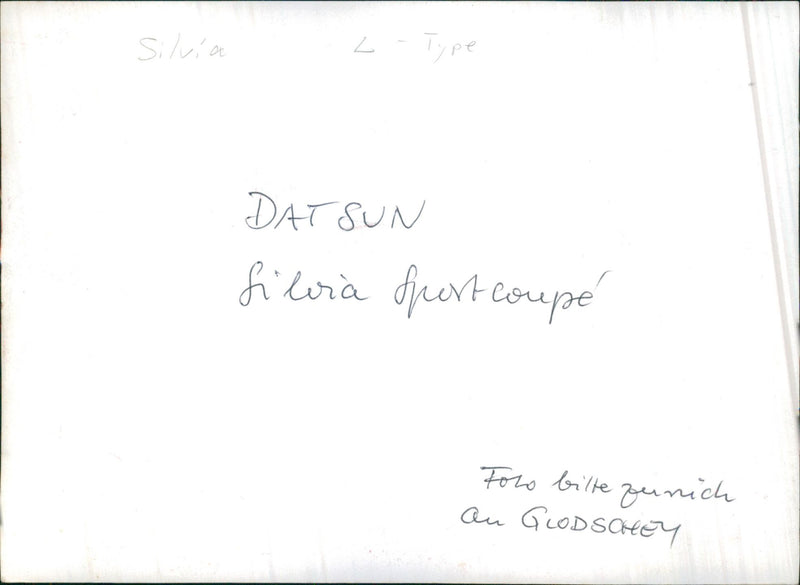 Silvia L-Type
DATSUN
Silvia Sportcoupé
Foto bitte zurück
an GLODSCHEY